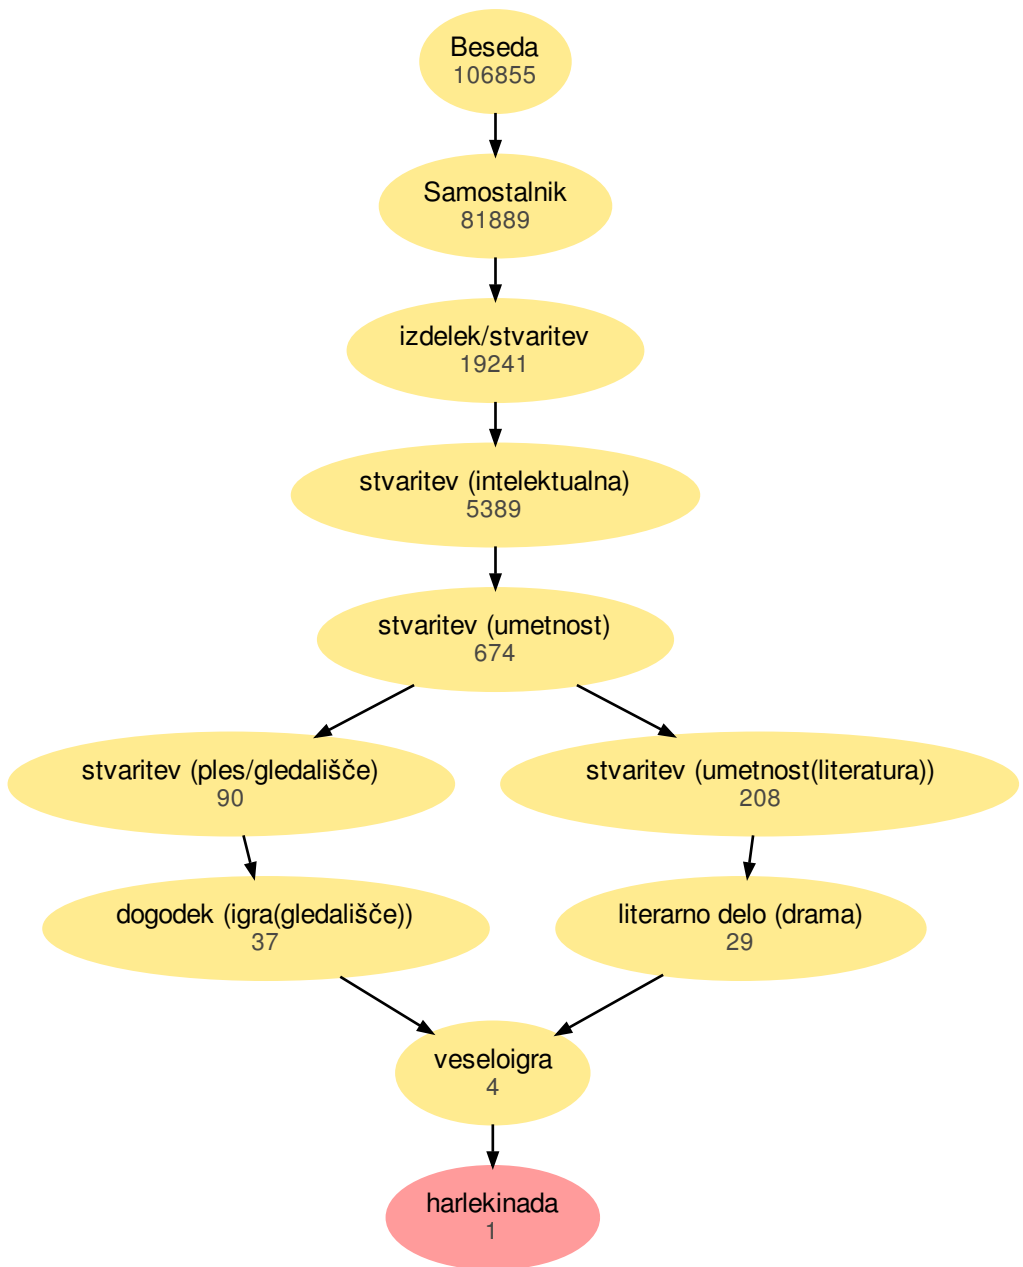 Beseda
106855
Samostalnik
81889
izdelek/stvaritev
19241
stvaritev (intelektualna)
5389
stvaritev (umetnost)
674
stvaritev (ples/gledališče)
90
stvaritev (umetnost(literatura))
208
dogodek (igra(gledališče))
37
literarno delo (drama)
29
veseloigra
4
harlekinada
1